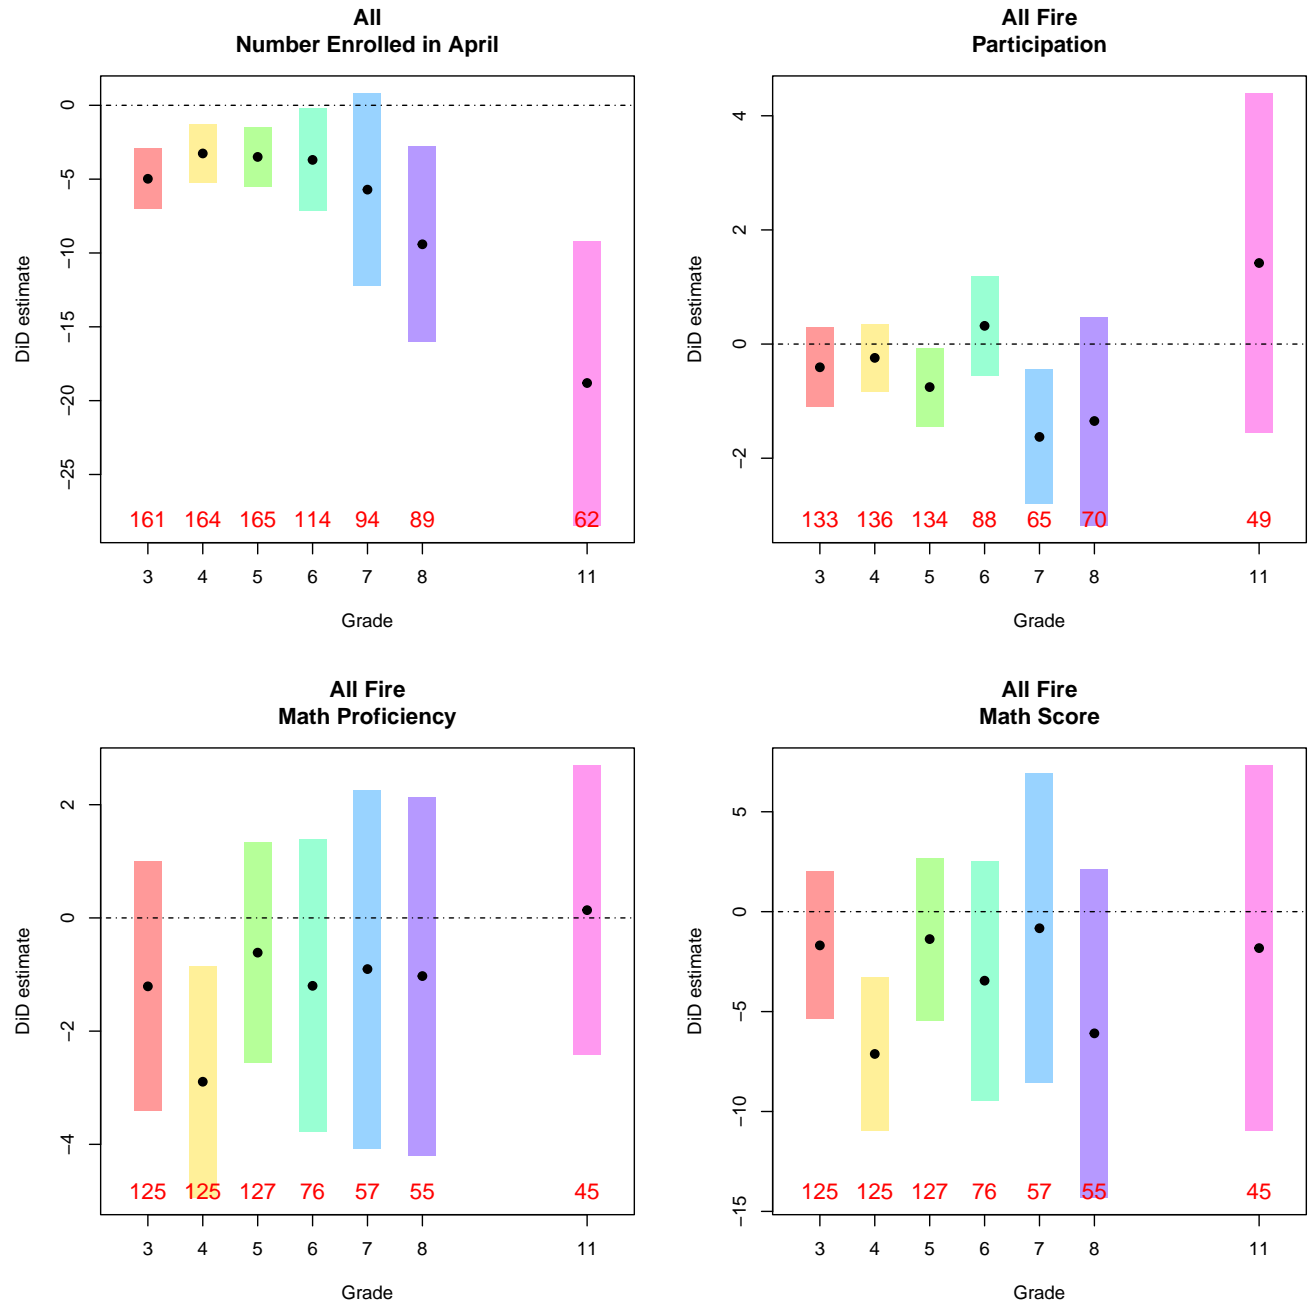 All
Number Enrolled in April
DiD estimate
0
−5
−10
−15
−20
−25
161 164 165 114 94 89 62
3 4 5 6 7 8 11
Grade
All Fire
Participation
DiD estimate
4
2
0
−2
133 136 134 88 65 70 49
3 4 5 6 7 8 11
Grade
All Fire
Math Proficiency
DiD estimate
2
0
−2
−4
125 125 127 76 57 55 45
3 4 5 6 7 8 11
Grade
All Fire
Math Score
DiD estimate
5
0
−5
−10
−15
125 125 127 76 57 55 45
3 4 5 6 7 8 11
Grade